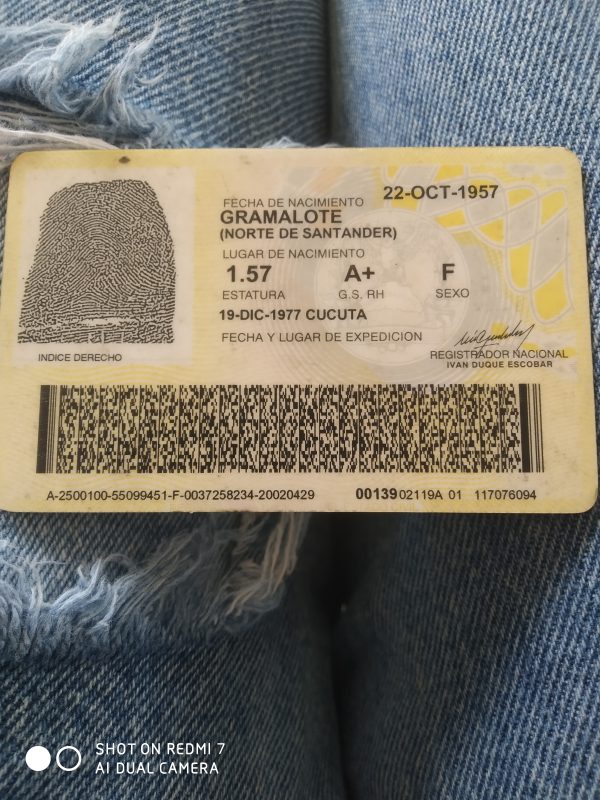 22-OCT-1957
FECHA DE NACIMIENTO
GRAMALOTE
(NORTE DE SANTANDER)
LUGAR DE NACIMIENTO
1.57 A+ F
ESTATURA G.S. RH SEXO
19-DIC-1977 CUCUTA
FECHA Y LUGAR DE EXPEDICION
REGISTRADOR NACIONAL
IVAN DUQUE ESCOBAR
INDICE DERECHO
A-2500100-55099451-F-0037258234-20020429 00139 02119A 01 117076094
SHOT ON REDMI 7
AI DUAL CAMERA